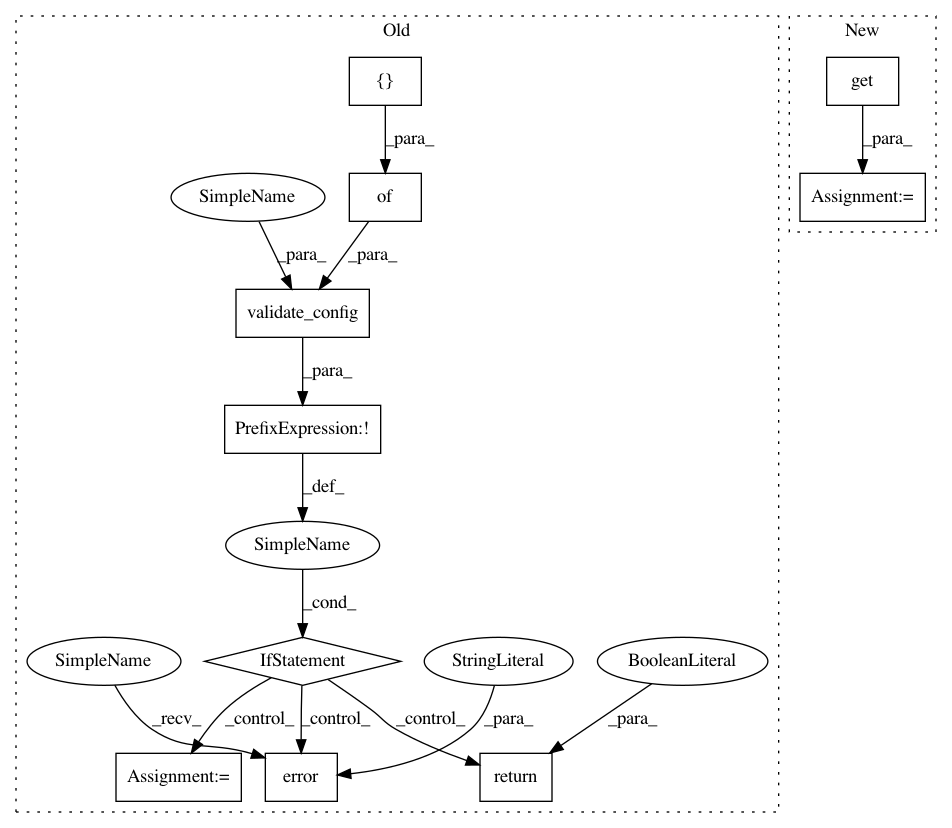 Old
New
{}
get
_para_
_para_
SimpleName
of
Assignment:=
_para_
_para_
validate_config
_para_
PrefixExpression:!
_def_
SimpleName
_cond_
SimpleName
IfStatement
StringLiteral
BooleanLiteral
_recv_
_control_
_control_
_control_
_para_
_para_
Assignment:=
error
return